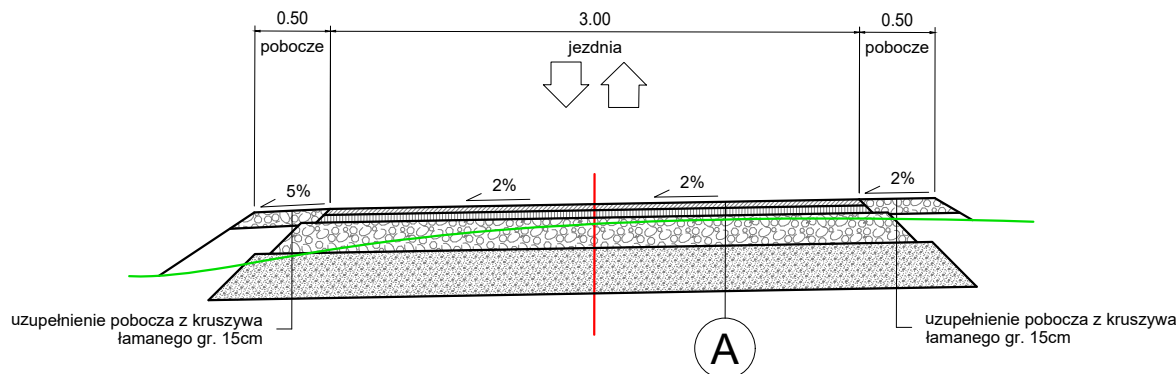 0.50
3.00
0.50
pobocze
jezdnia
pobocze
5%
2%
2%
2%
uzupełnienie pobocza z kruszywa
łamanego gr. 15cm
A
uzupełnienie pobocza z kruszywa
łamanego gr. 15cm